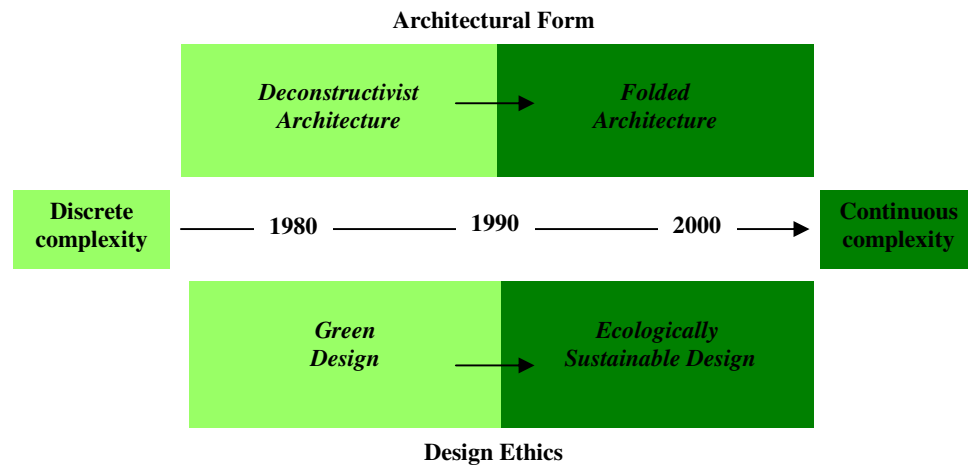 Architectural Form
Deconstructivist
Architecture
Folded
Architecture
Discrete
complexity
1980
1990
2000
Continuous
complexity
Green
Design
Ecologically
Sustainable Design
Design Ethics